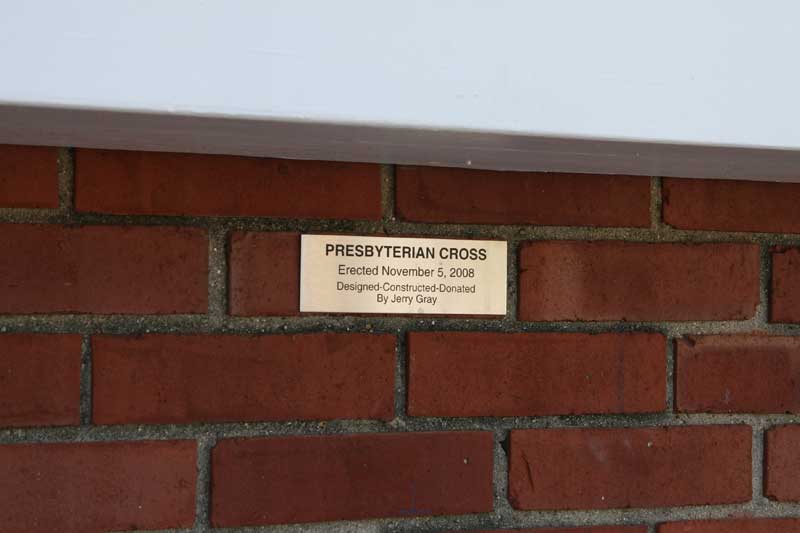 PRESBYTERIAN CROSS
Erected November 5, 2008
Designed-Constructed-Donated
By Jerry Gray